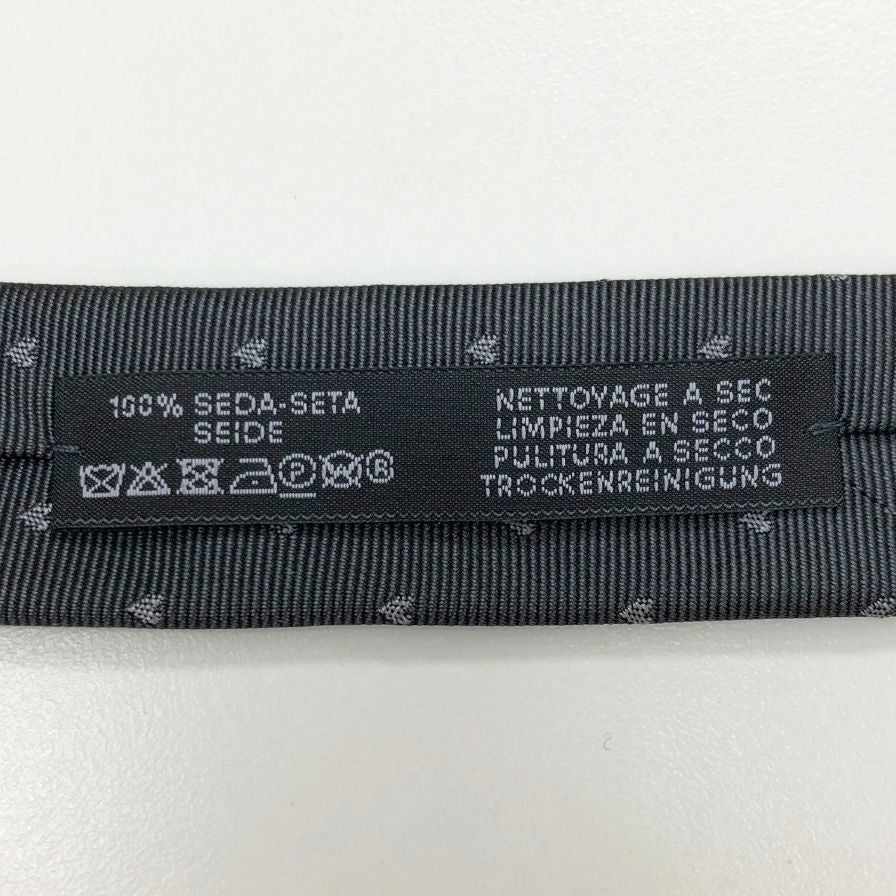 100% SEDA-SETA
SEIDE
P W R
NETTOYAGE A SEC
LIMPIEZA EN SECO
PULITURA A SECCO
TROCKENREINIGUNG